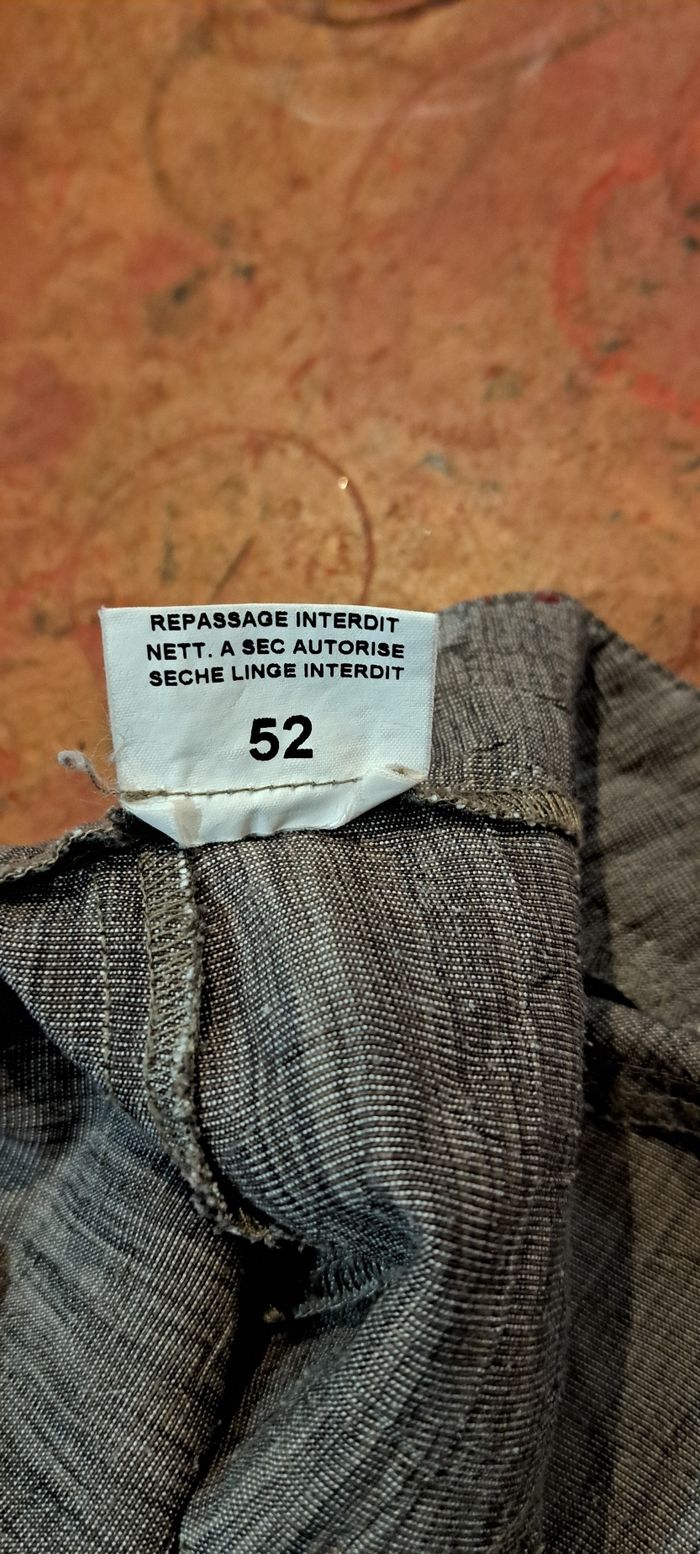 REPASSAGE INTERDIT
NETT. A SEC AUTORISE
SECHE LINGE INTERDIT
52